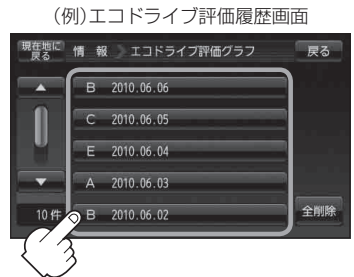 (例)エコドライブ評価履歴画面
現在地に戻る 情 報 エコドライブ評価グラフ 戻る
▲ B 2010.06.06
C 2010.06.05
E 2010.06.04
▼ A 2010.06.03
10件 B 2010.06.02 全削除